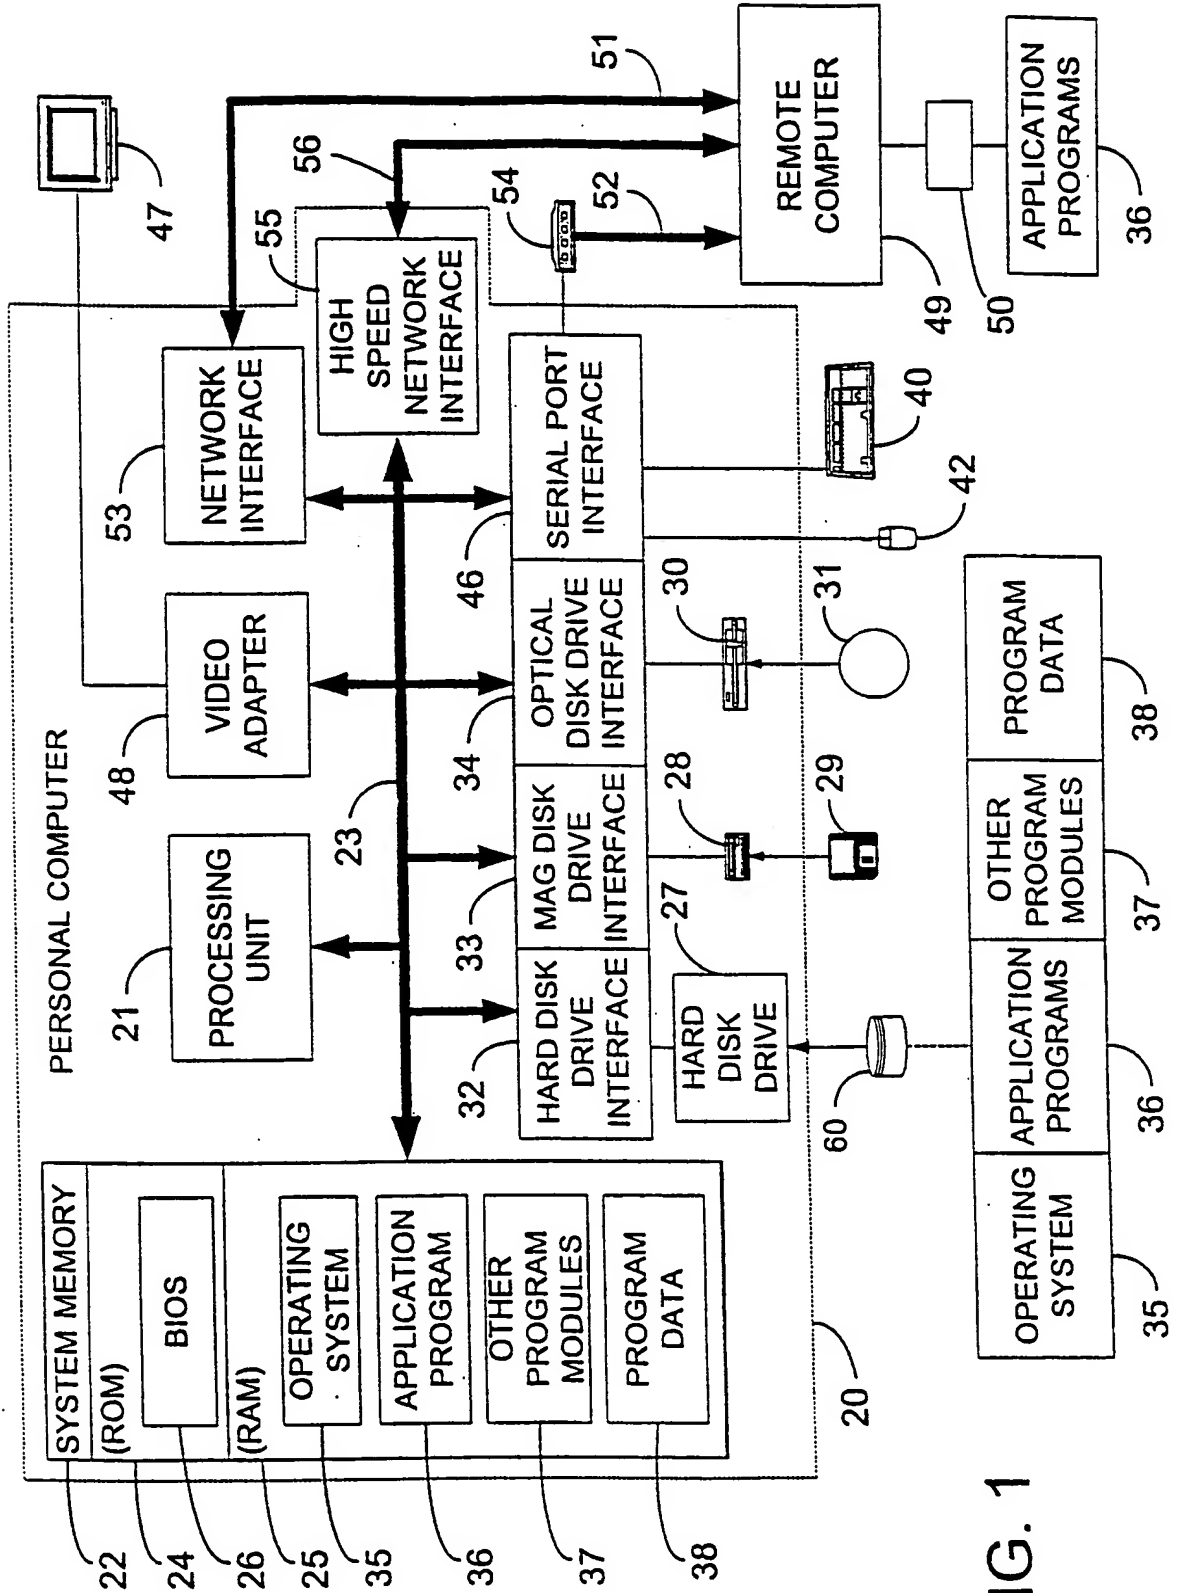 PERSONAL COMPUTER
47
SYSTEM MEMORY
22
(ROM)
24
BIOS
26
(RAM)
25
OPERATING
SYSTEM
35
APPLICATION
PROGRAM
36
OTHER
PROGRAM
MODULES
37
PROGRAM
DATA
38
21
PROCESSING
UNIT
48
VIDEO
ADAPTER
53
NETWORK
INTERFACE
55
HIGH
SPEED
NETWORK
INTERFACE
56
51
23
32
HARD DISK
DRIVE
INTERFACE
33
MAG DISK
DRIVE
INTERFACE
34
OPTICAL
DISK DRIVE
INTERFACE
46
SERIAL PORT
INTERFACE
54
52
HARD
DISK
DRIVE
27
28
30
60
29
31
42
40
20
REMOTE
COMPUTER
49
50
APPLICATION
PROGRAMS
36
OPERATING
SYSTEM
35
APPLICATION
PROGRAMS
36
OTHER
PROGRAM
MODULES
37
PROGRAM
DATA
38
IG. 1